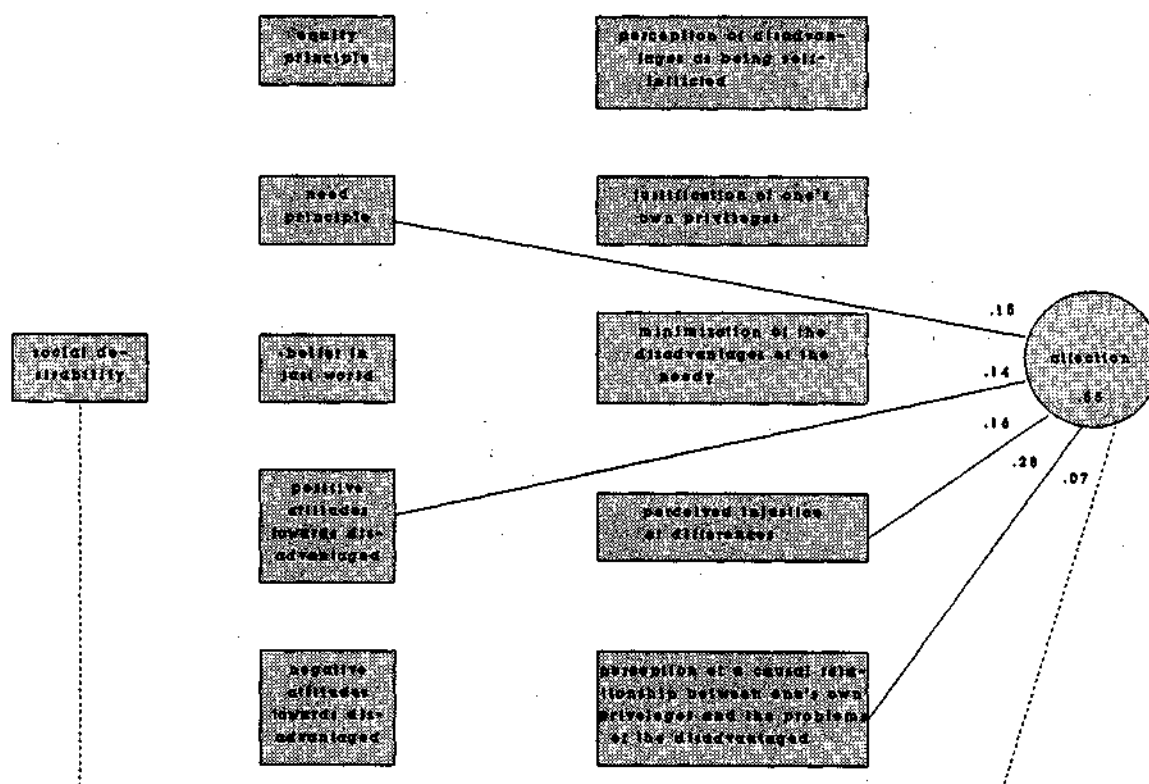 equity
principle
perception of disadvan-
tages as being self-
inflicted
need
principle
justification of one's
own privileges
social de-
sirability
belief in
just world
minimization of the
disadvantages of the
needy
positive
attitudes
towards dis-
advantaged
perceived injustice
of differences
negative
attitudes
towards dis-
advantaged
perception of a causal rela-
tionship between one's own
priveleges and the problems
of the disadvantaged
.15
.14
.16
.28
.07